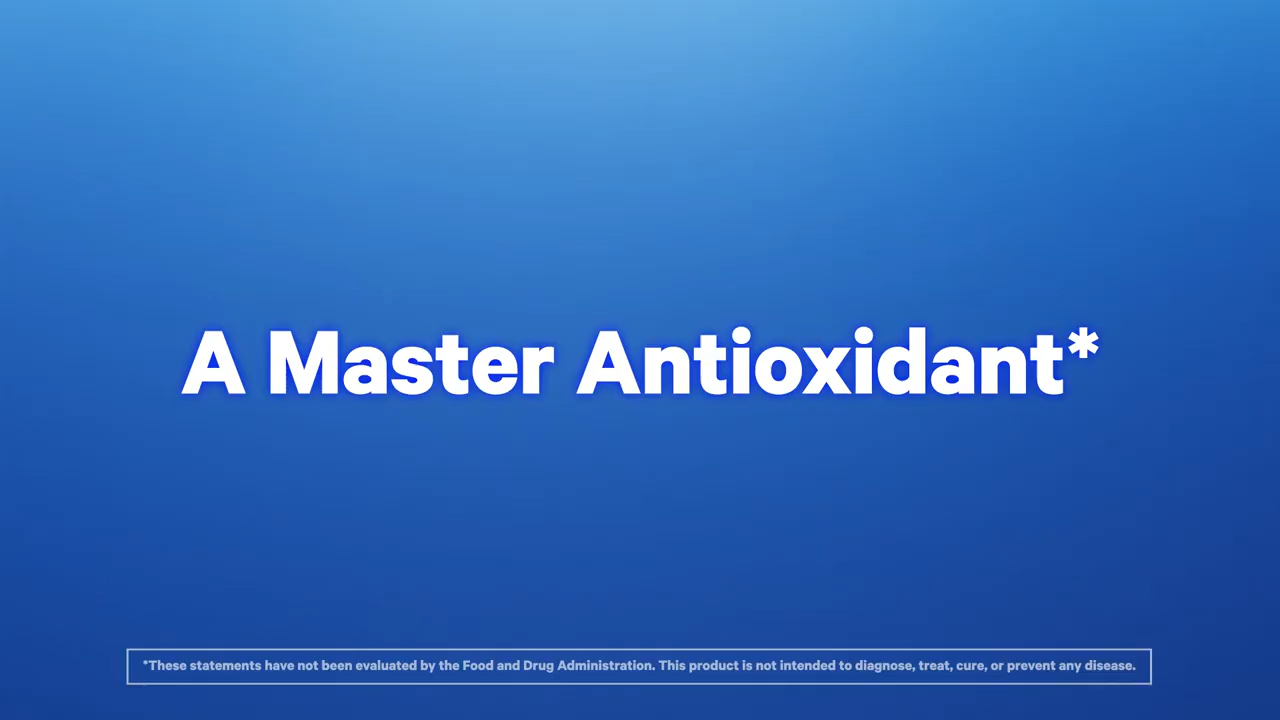 A Master Antioxidant*
*These statements have not been evaluated by the Food and Drug Administration. This product is not intended to diagnose, treat, cure, or prevent any disease.